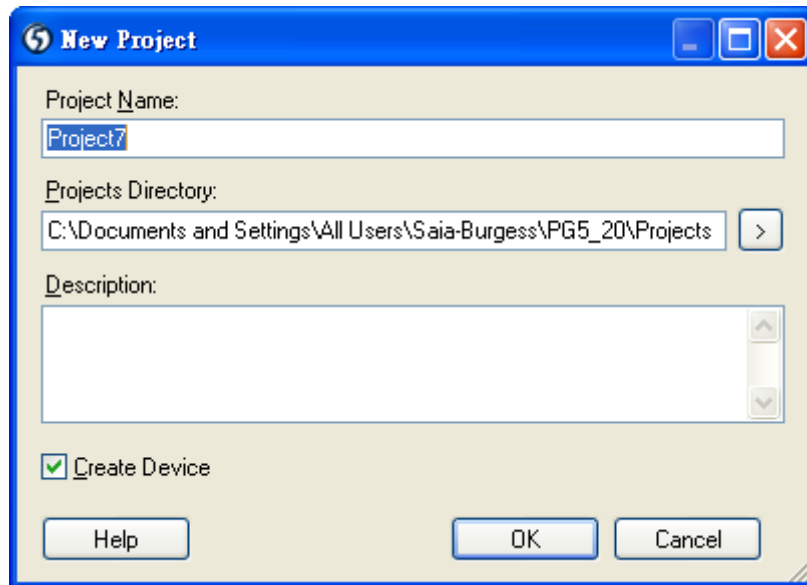 New Project
Project Name:
Project7
Projects Directory:
C:\Documents and Settings\All Users\Saia-Burgess\PG5_20\Projects
>
Description:
Create Device
Help OK Cancel